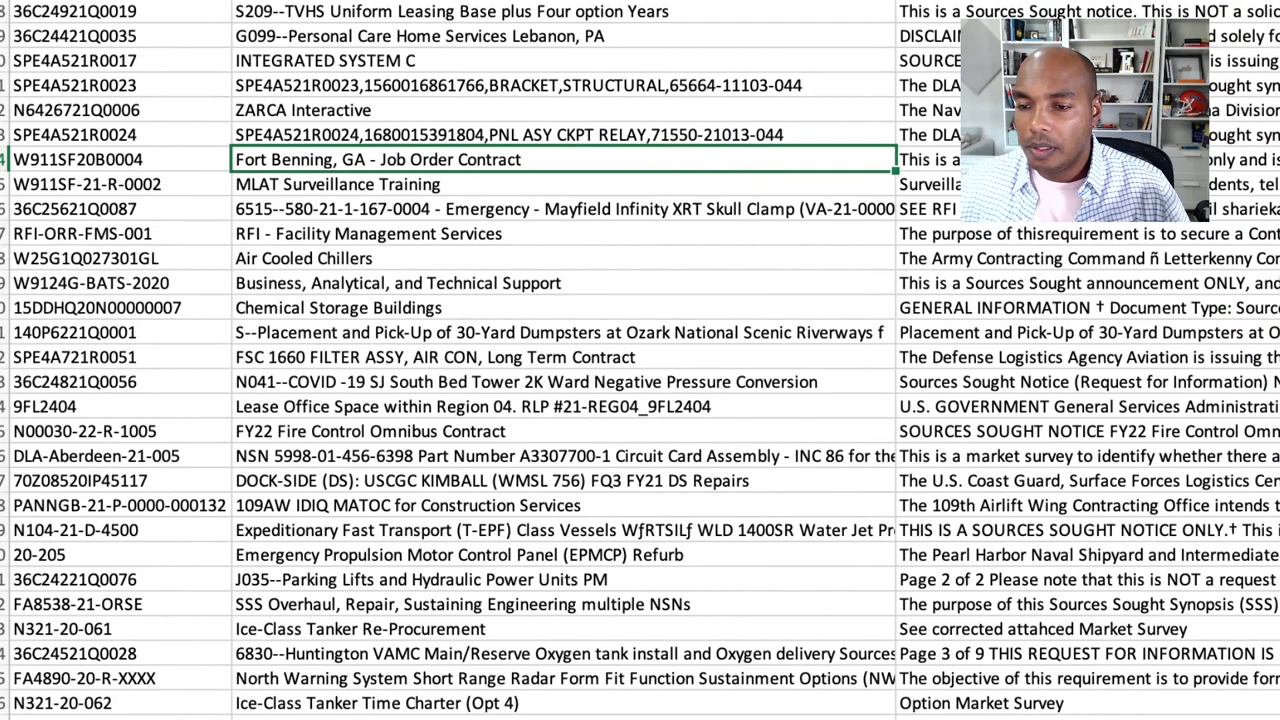 36C24921Q0019 S209--TVHS Uniform Leasing Base plus Four option Years This is a Sources Sought notice. This is NOT a solic
36C24421Q0035 G099--Personal Care Home Services Lebanon, PA DISCLAIM d solely fo
SPE4A521R0017 INTEGRATED SYSTEM C SOURCE is issuing
SPE4A521R0023 SPE4A521R0023,1560016861766,BRACKET,STRUCTURAL,65664-11103-044 The DLA ought syn
N6426721Q0006 ZARCA Interactive The Nav a Division
SPE4A521R0024 SPE4A521R0024,1680015391804,PNL ASY CKPT RELAY,71550-21013-044 The DLA ought syn
W911SF20B0004 Fort Benning, GA - Job Order Contract This is a only and is
W911SF-21-R-0002 MLAT Surveillance Training Surveilla dents, tel
36C25621Q0087 6515--580-21-1-167-0004 - Emergency - Mayfield Infinity XRT Skull Clamp (VA-21-0000 SEE RFI il shariek
RFI-ORR-FMS-001 RFI - Facility Management Services The purpose of thisrequirement is to secure a Cont
W25G1Q027301GL Air Cooled Chillers The Army Contracting Command ñ Letterkenny Con
W9124G-BATS-2020 Business, Analytical, and Technical Support This is a Sources Sought announcement ONLY, and
15DDHQ20N00000007 Chemical Storage Buildings GENERAL INFORMATION † Document Type: Source
140P6221Q0001 S--Placement and Pick-Up of 30-Yard Dumpsters at Ozark National Scenic Riverways f Placement and Pick-Up of 30-Yard Dumpsters at O
SPE4A721R0051 FSC 1660 FILTER ASSY, AIR CON, Long Term Contract The Defense Logistics Agency Aviation is issuing th
36C24821Q0056 N041--COVID -19 SJ South Bed Tower 2K Ward Negative Pressure Conversion Sources Sought Notice (Request for Information) N
9FL2404 Lease Office Space within Region 04. RLP #21-REG04_9FL2404 U.S. GOVERNMENT General Services Administrati
N00030-22-R-1005 FY22 Fire Control Omnibus Contract SOURCES SOUGHT NOTICE FY22 Fire Control Omn
DLA-Aberdeen-21-005 NSN 5998-01-456-6398 Part Number A3307700-1 Circuit Card Assembly - INC 86 for the This is a market survey to identify whether there a
70Z08520IP45117 DOCK-SIDE (DS): USCGC KIMBALL (WMSL 756) FQ3 FY21 DS Repairs The U.S. Coast Guard, Surface Forces Logistics Cen
PANNGB-21-P-0000-000132 109AW IDIQ MATOC for Construction Services The 109th Airlift Wing Contracting Office intends t
N104-21-D-4500 Expeditionary Fast Transport (T-EPF) Class Vessels WƒRTSILƒ WLD 1400SR Water Jet Pr THIS IS A SOURCES SOUGHT NOTICE ONLY.† This i
20-205 Emergency Propulsion Motor Control Panel (EPMCP) Refurb The Pearl Harbor Naval Shipyard and Intermediate
36C24221Q0076 J035--Parking Lifts and Hydraulic Power Units PM Page 2 of 2 Please note that this is NOT a request
FA8538-21-ORSE SSS Overhaul, Repair, Sustaining Engineering multiple NSNs The purpose of this Sources Sought Synopsis (SSS)
N321-20-061 Ice-Class Tanker Re-Procurement See corrected attahced Market Survey
36C24521Q0028 6830--Huntington VAMC Main/Reserve Oxygen tank install and Oxygen delivery Sources Page 3 of 9 THIS REQUEST FOR INFORMATION IS
FA4890-20-R-XXXX North Warning System Short Range Radar Form Fit Function Sustainment Options (NW The objective of this requirement is to provide for
N321-20-062 Ice-Class Tanker Time Charter (Opt 4) Option Market Survey